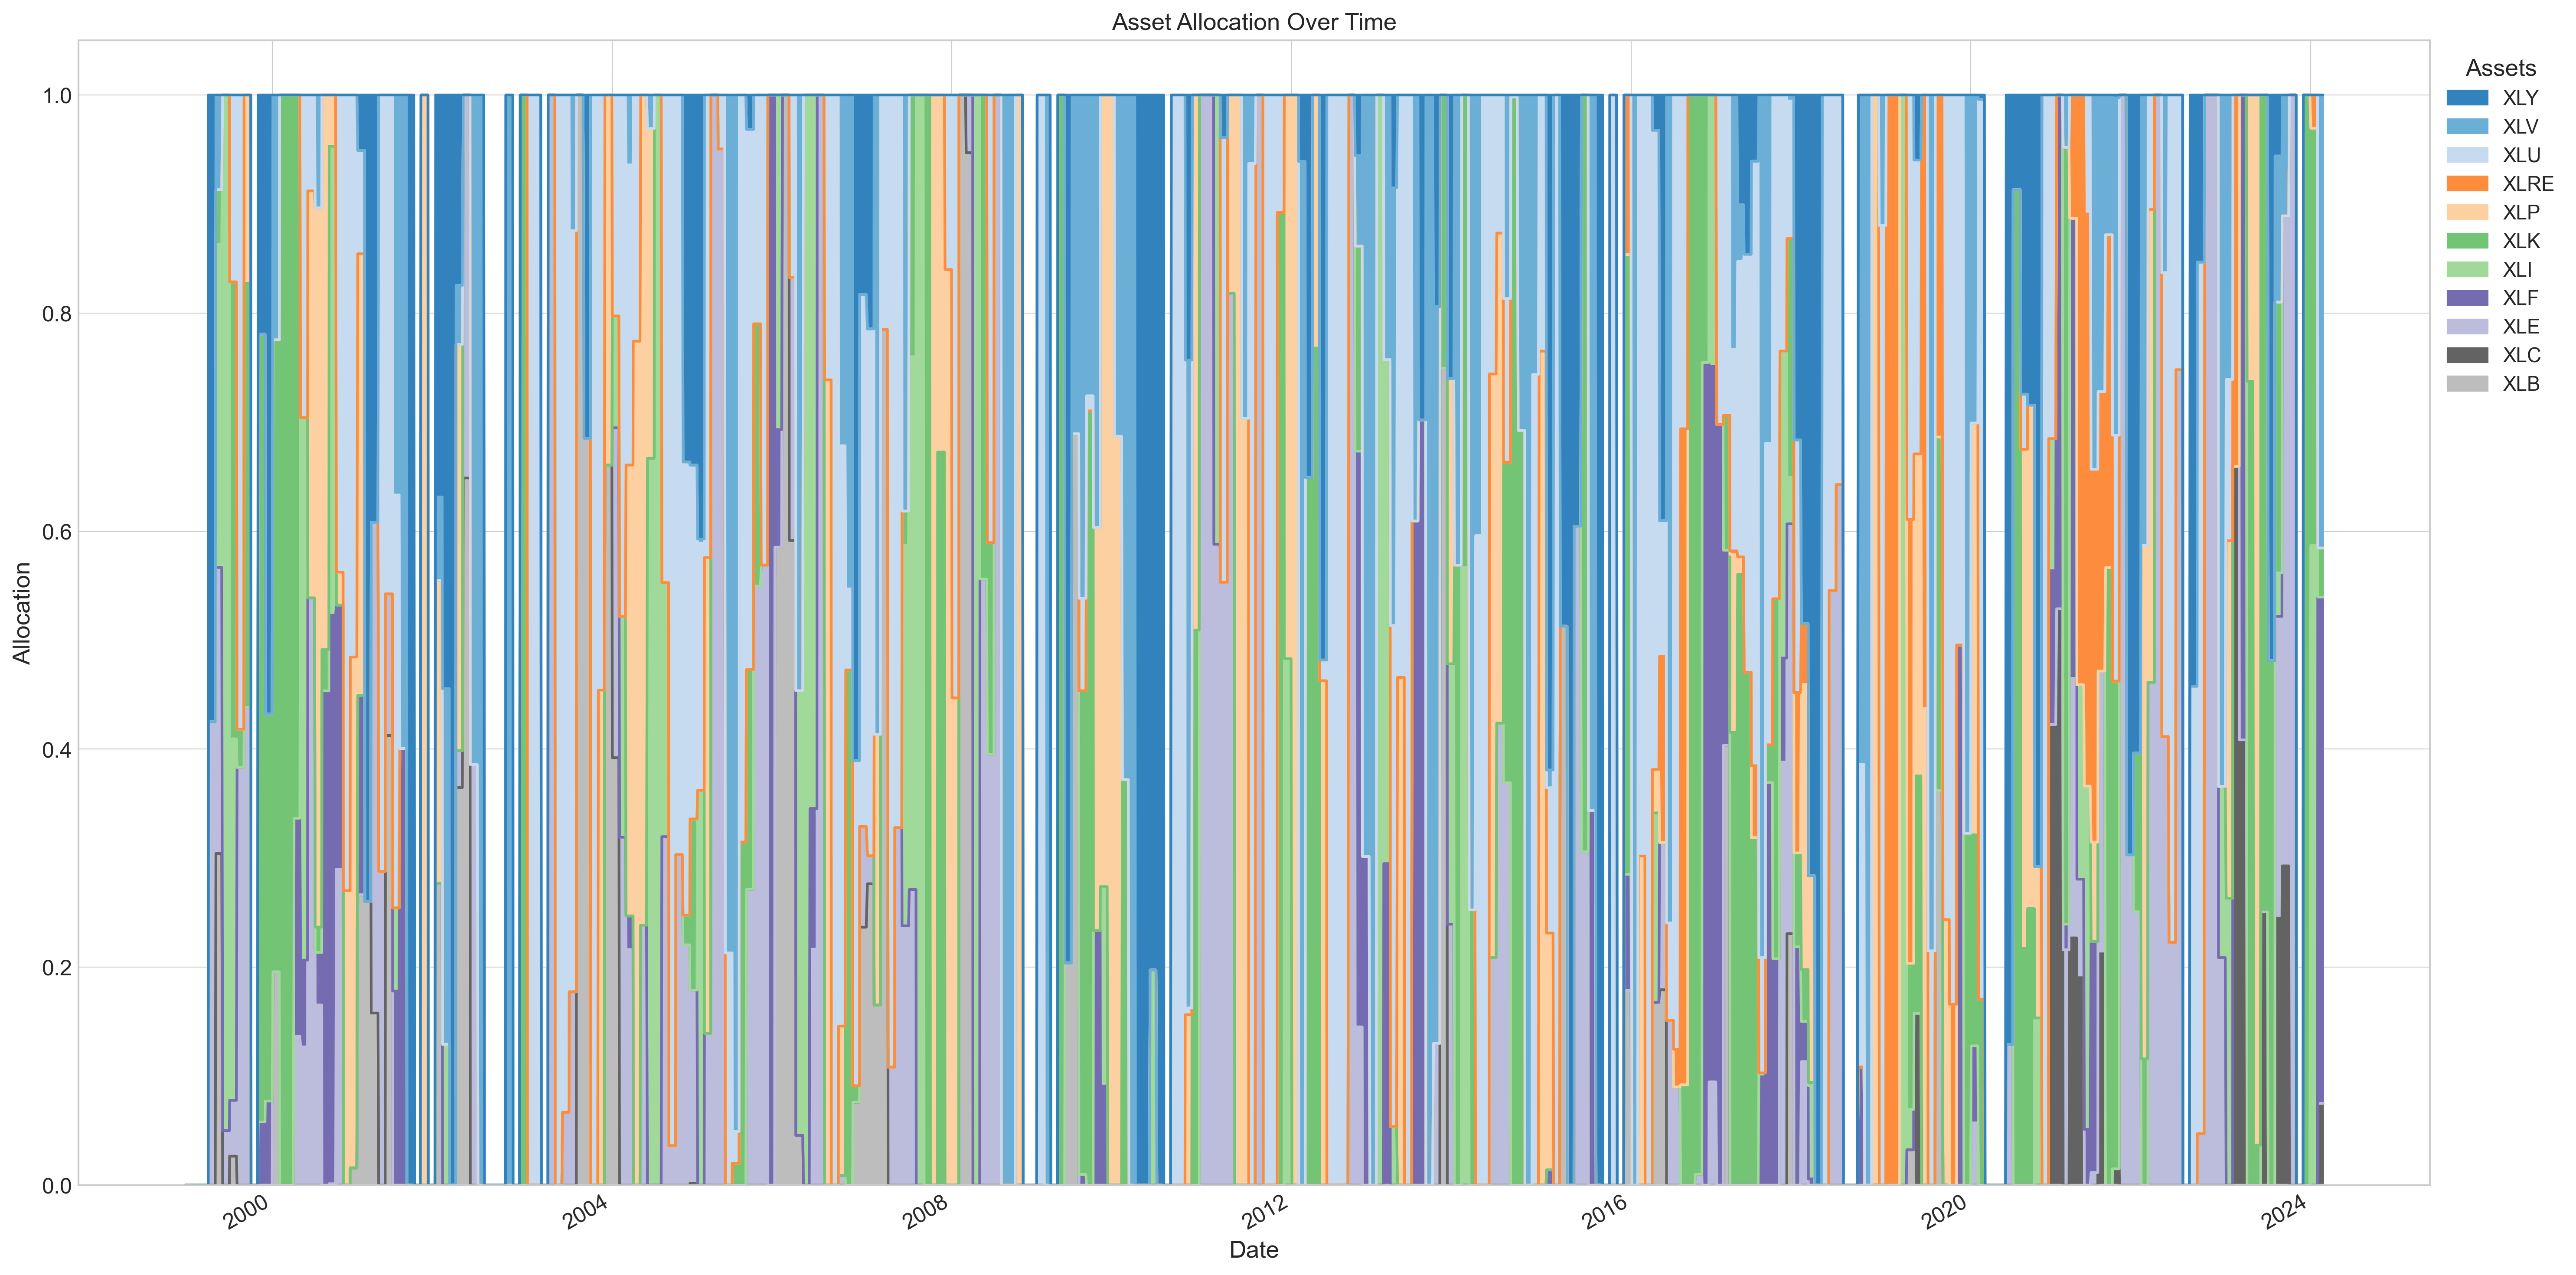 Asset Allocation Over Time
Assets
XLY
XLV
XLU
XLRE
XLP
XLK
XLI
XLF
XLE
XLC
XLB
Allocation
1.0
0.8
0.6
0.4
0.2
0.0
2000
2004
2008
2012
2016
2020
2024
Date